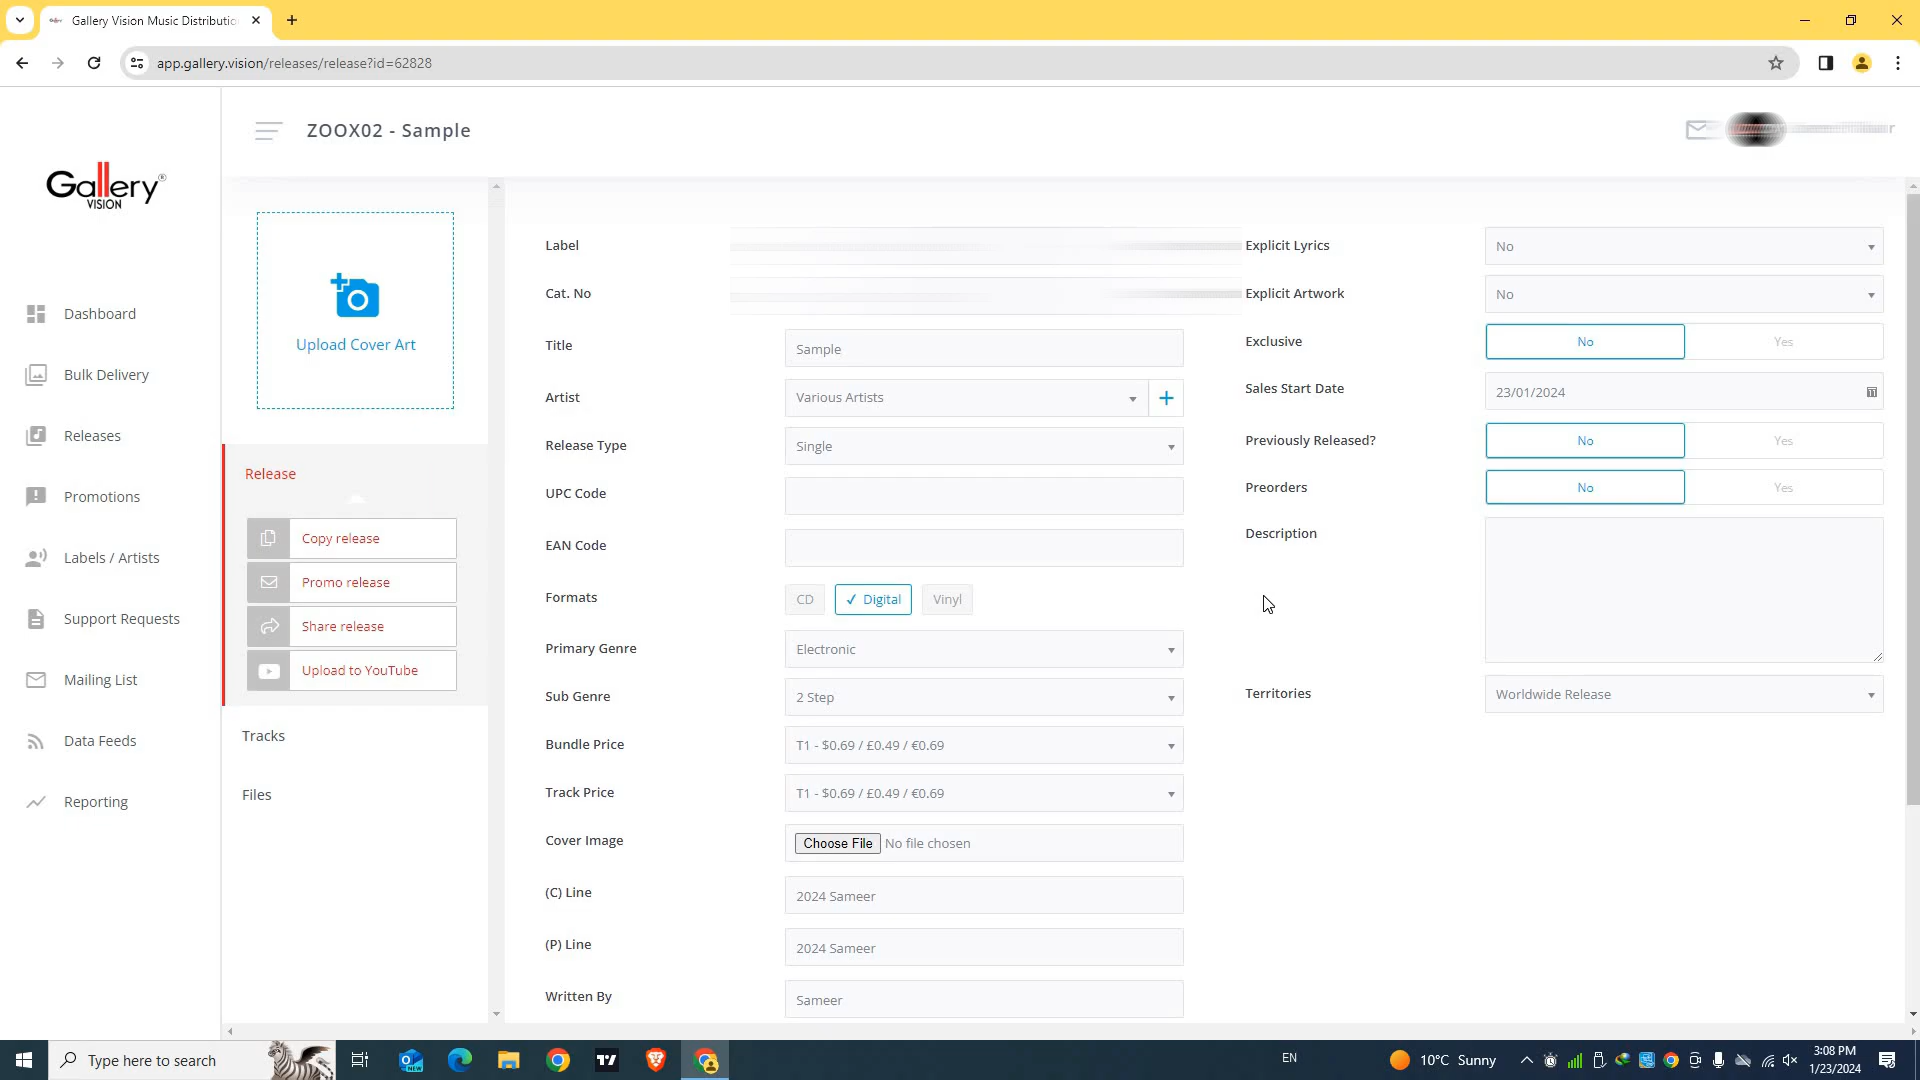 Gallery Vision Music Distributio
app.gallery.vision/releases/release?id=62828
Gallery®
VISION
ZOOX02 - Sample
Dashboard
Bulk Delivery
Releases
Promotions
Labels / Artists
Support Requests
Mailing List
Data Feeds
Reporting
Upload Cover Art
Release
Copy release
Promo release
Share release
Upload to YouTube
Tracks
Files
Label
Cat. No
Title
Sample
Artist
Various Artists
Release Type
Single
UPC Code
EAN Code
Formats
CD
✓ Digital
Vinyl
Primary Genre
Electronic
Sub Genre
2 Step
Bundle Price
T1 - $0.69 / £0.49 / €0.69
Track Price
T1 - $0.69 / £0.49 / €0.69
Cover Image
Choose File No file chosen
(C) Line
2024 Sameer
(P) Line
2024 Sameer
Written By
Sameer
Explicit Lyrics
No
Explicit Artwork
No
Exclusive
No
Yes
Sales Start Date
23/01/2024
Previously Released?
No
Yes
Preorders
No
Yes
Description
Territories
Worldwide Release
Type here to search
NEW
EN
10°C Sunny
3:08 PM
1/23/2024